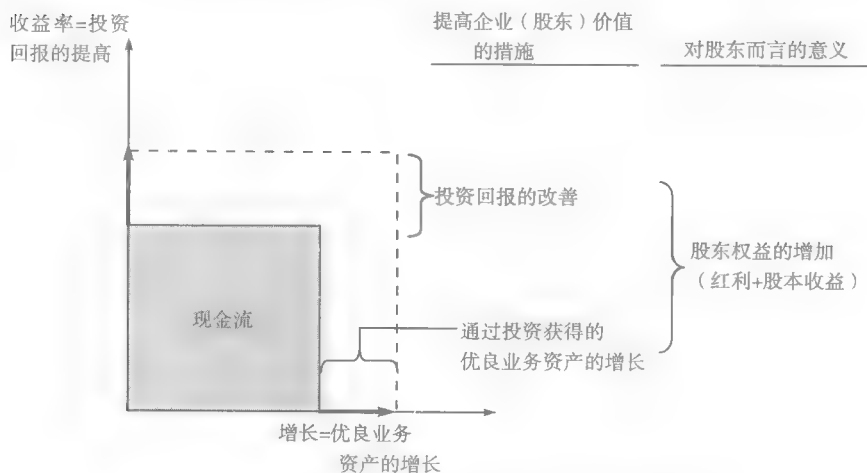 收益率=投资
回报的提高
提高企业（股东）价值
的措施
对股东而言的意义
投资回报的改善
股东权益的增加
（红利+股本收益）
现金流
通过投资获得的
优良业务资产的增长
增长=优良业务
资产的增长